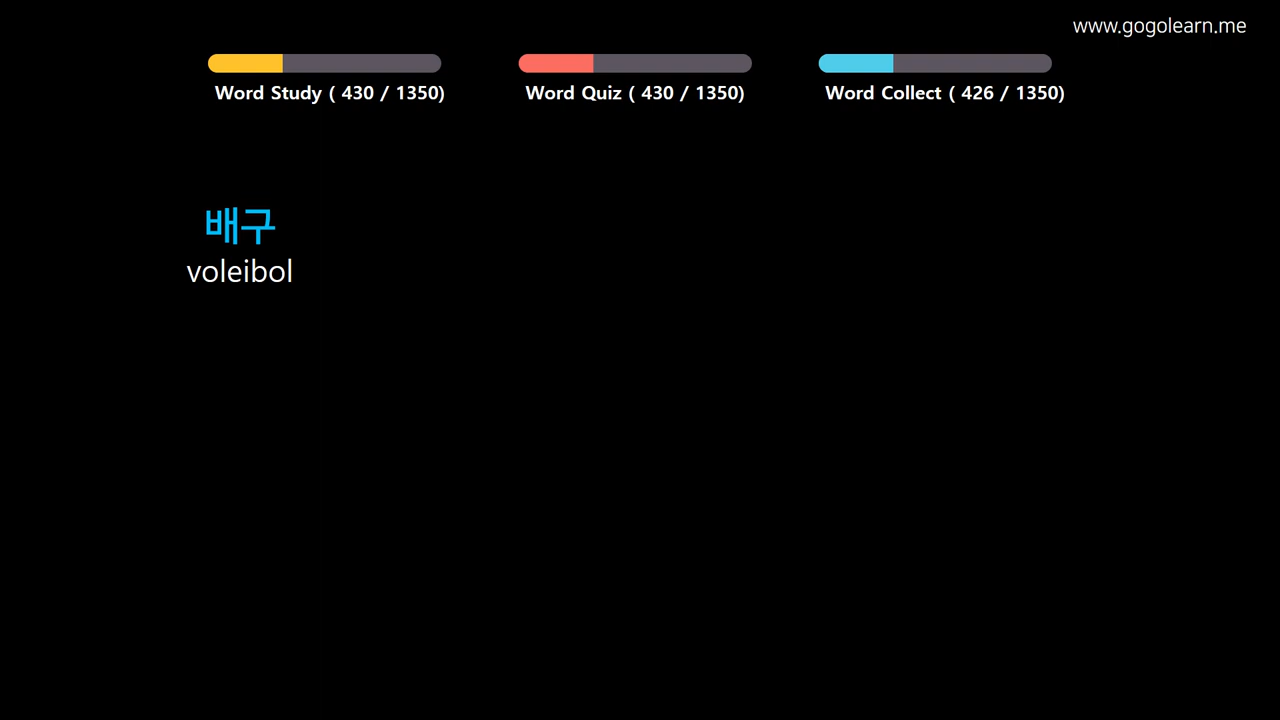 www.gogolearn.me
Word Study ( 430 / 1350)
Word Quiz ( 430 / 1350)
Word Collect ( 426 / 1350)
배구
voleibol